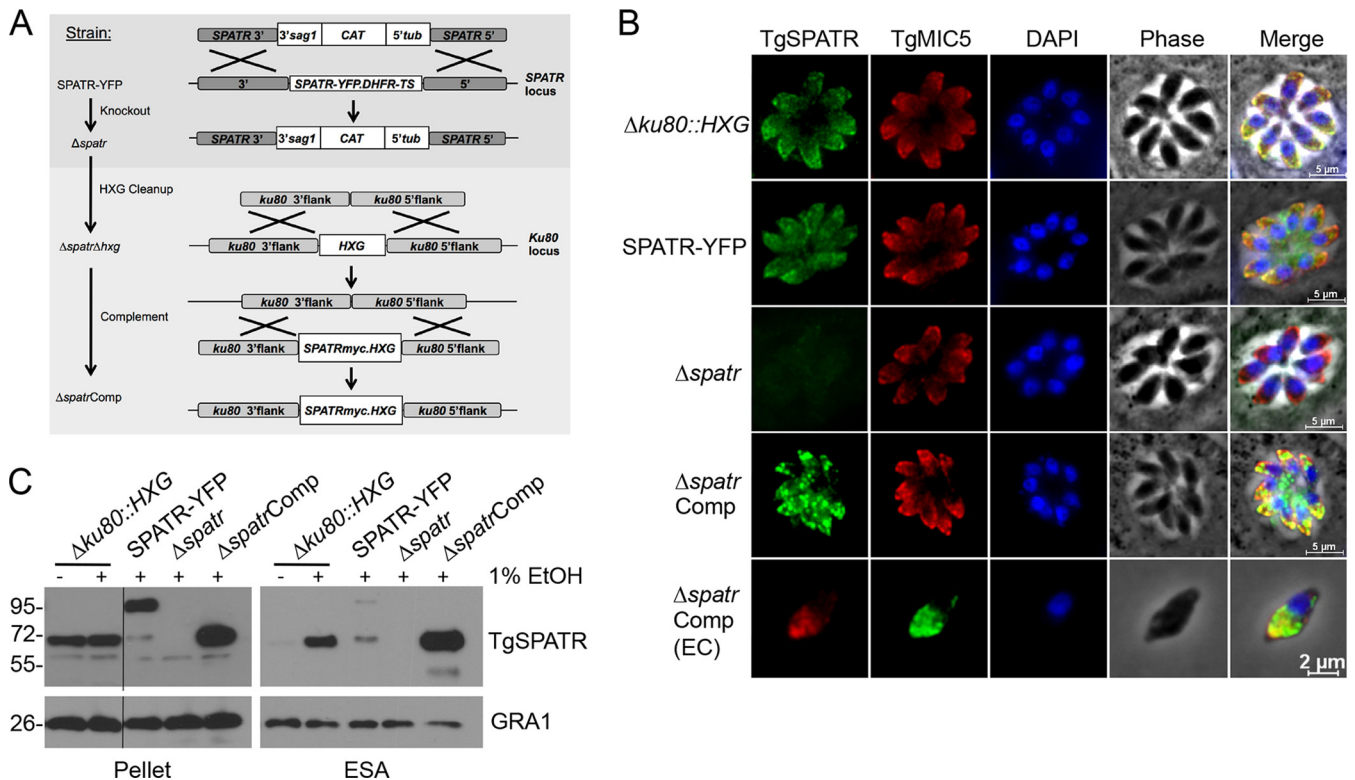 A
Strain:
SPATR 3' 3'sag1 CAT 5'tub SPATR 5'
SPATR-YFP
3' SPATR-YFP.DHFR-TS 5'
SPATR locus
Knockout
Δspatr
SPATR 3' 3'sag1 CAT 5'tub SPATR 5'
HXG Cleanup
ku80 3'flank ku80 5'flank
ΔspatrΔhxg
ku80 3'flank HXG ku80 5'flank
Ku80 locus
ku80 3'flank ku80 5'flank
Complement
ku80 3'flank SPATRmyc.HXG ku80 5'flank
ΔspatrComp
ku80 3'flank SPATRmyc.HXG ku80 5'flank
B
TgSPATR TgMIC5 DAPI Phase Merge
Δku80::HXG
5 µm
SPATR-YFP
5 µm
Δspatr
5 µm
Δspatr
Comp
5 µm
Δspatr
Comp
(EC)
2 µm
C
Δku80::HXG SPATR-YFP Δspatr ΔspatrComp Δku80::HXG SPATR-YFP Δspatr ΔspatrComp
- + + + + - + + + + 1% EtOH
95-
72-
TgSPATR
55-
26-
GRA1
Pellet ESA